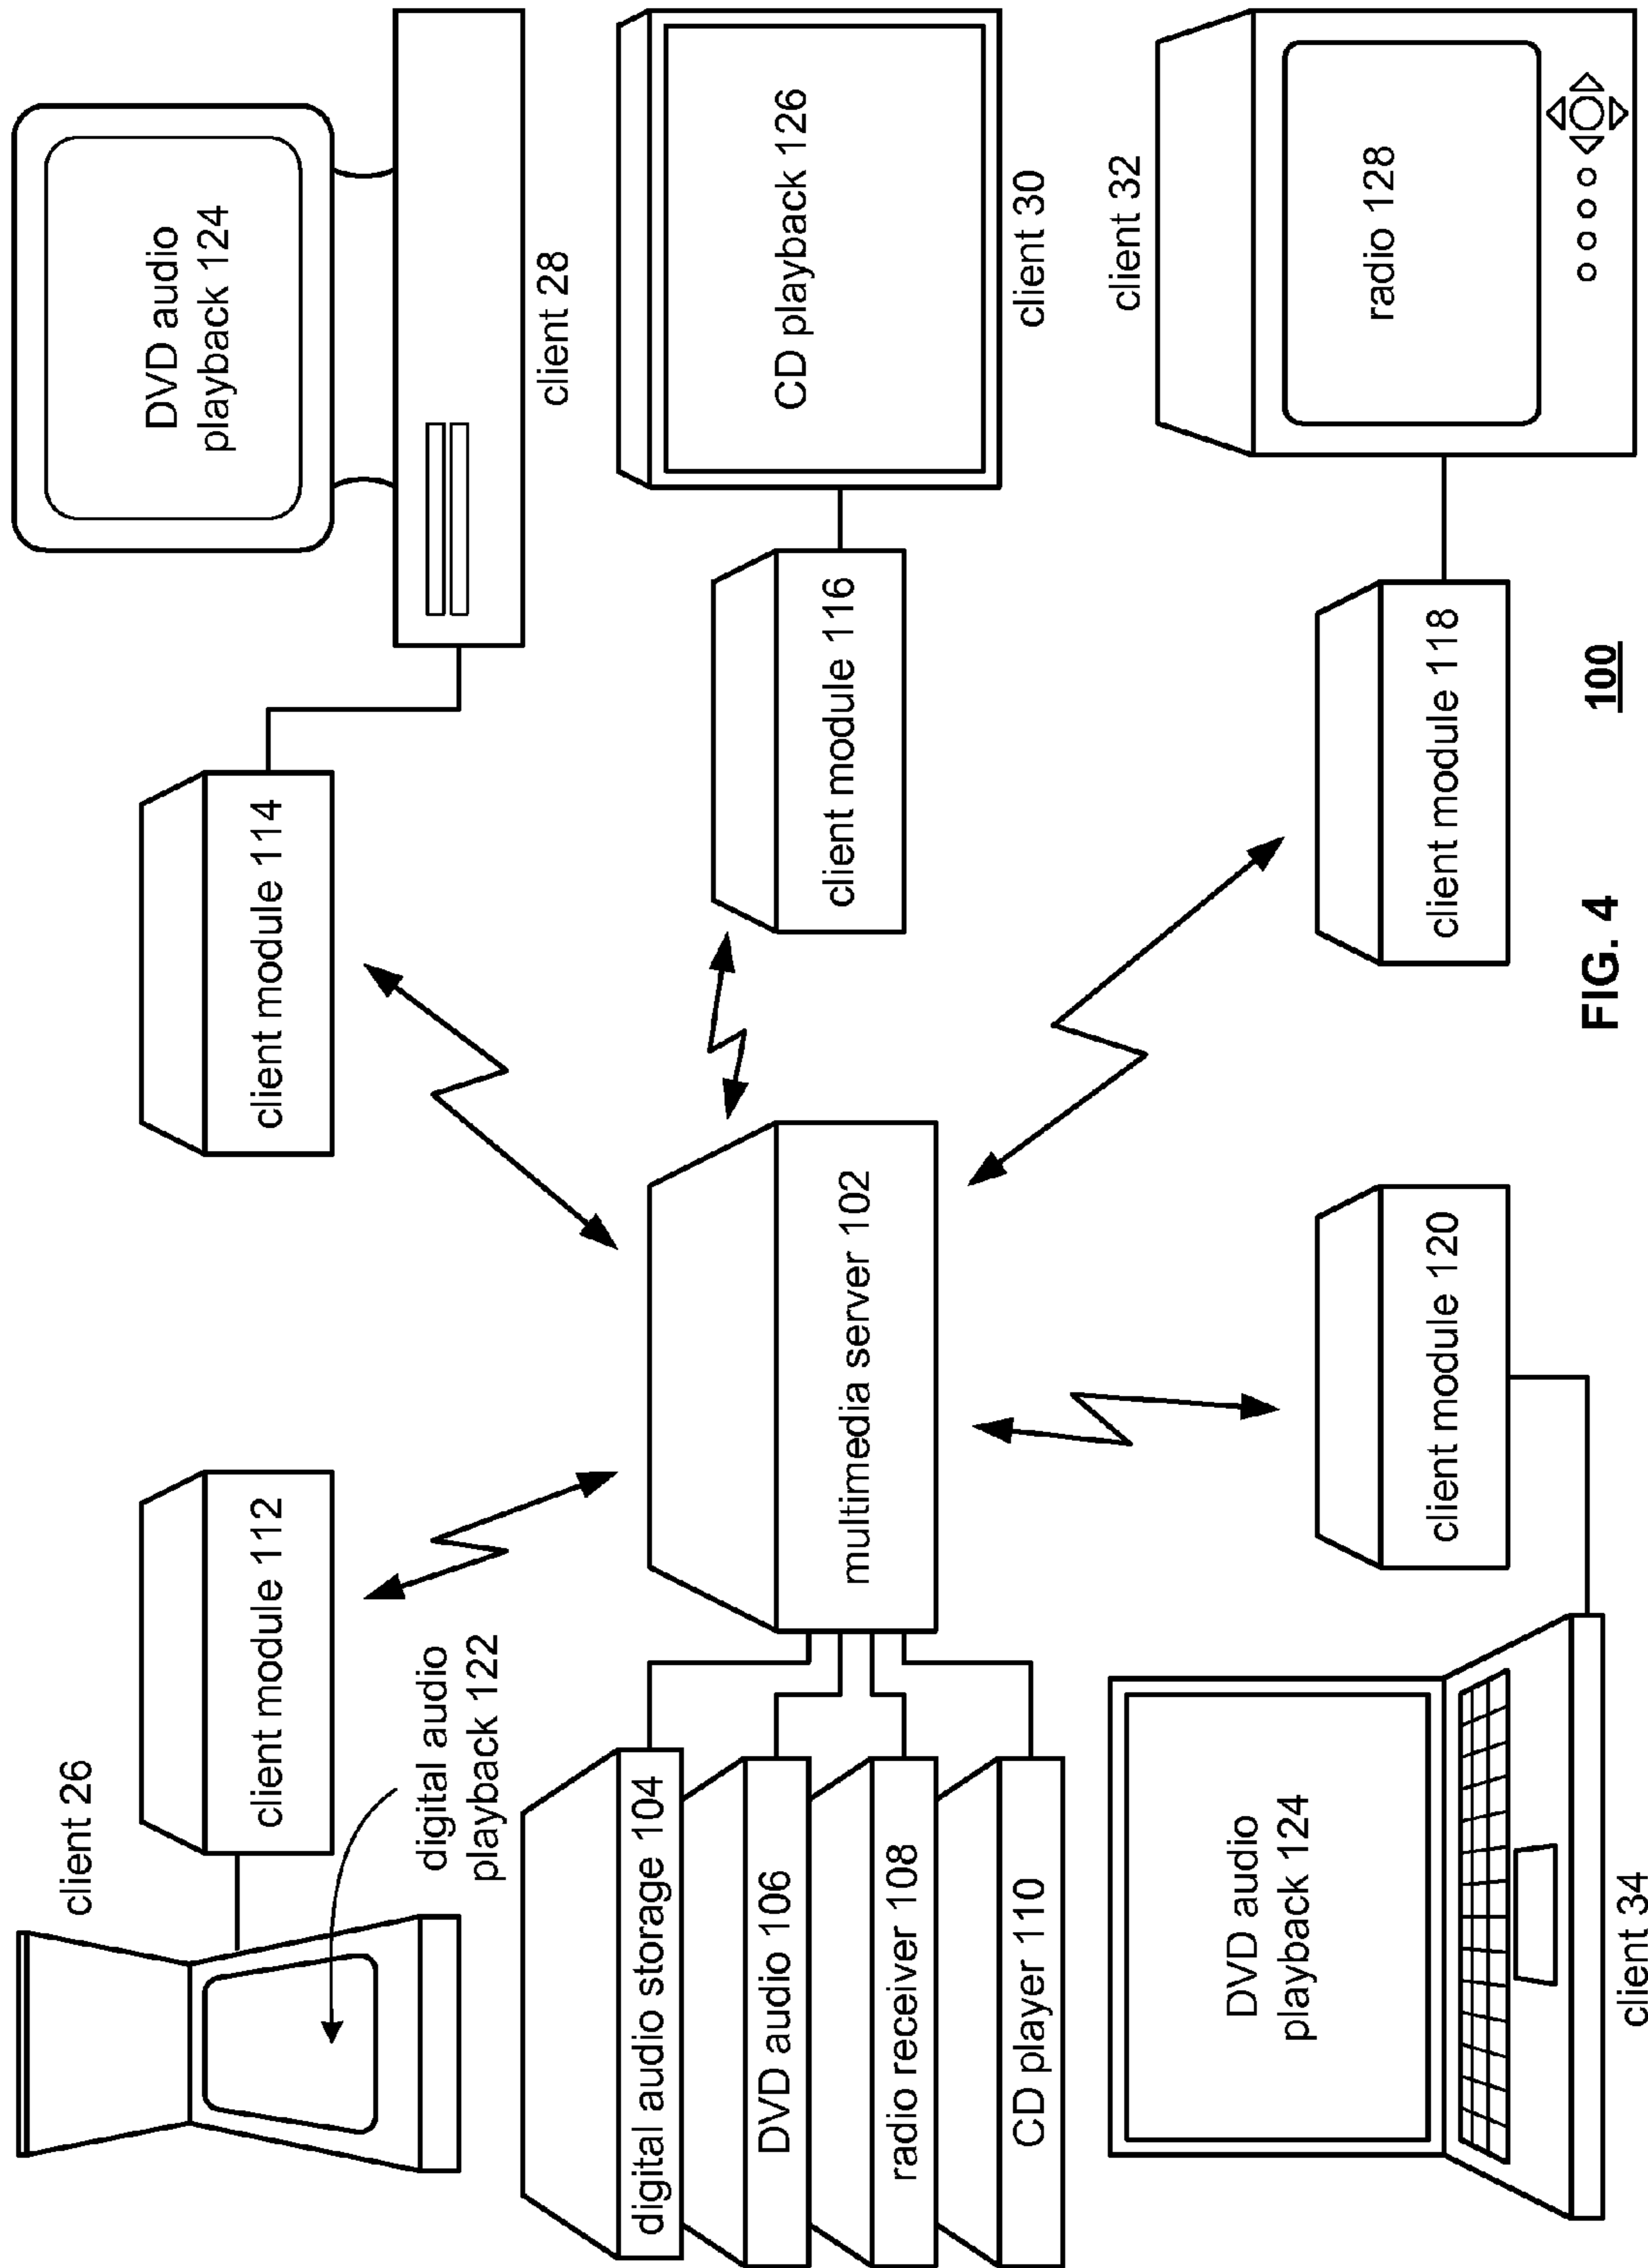 client 26
client module 112
digital audio
playback 122
client module 114
DVD audio
playback 124
client 28
digital audio storage 104
DVD audio 106
radio receiver 108
CD player 110
multimedia server 102
client module 116
CD playback 126
client 30
DVD audio
playback 124
client 34
client module 120
client module 118
client 32
radio 128
FIG. 4
100